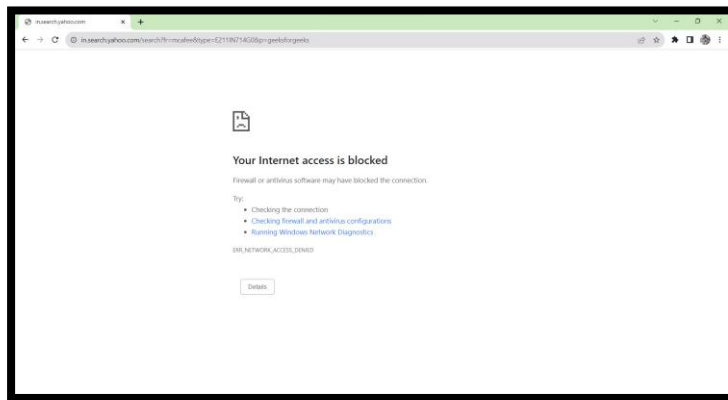 in.search.yahoo.com
in.search.yahoo.com/search?fr=mcafee&type=E211IN714G0&p=geeksforgeeks
Your Internet access is blocked
Firewall or antivirus software may have blocked the connection.
Try:
Checking the connection
Checking firewall and antivirus configurations
Running Windows Network Diagnostics
ERR_NETWORK_ACCESS_DENIED
Details